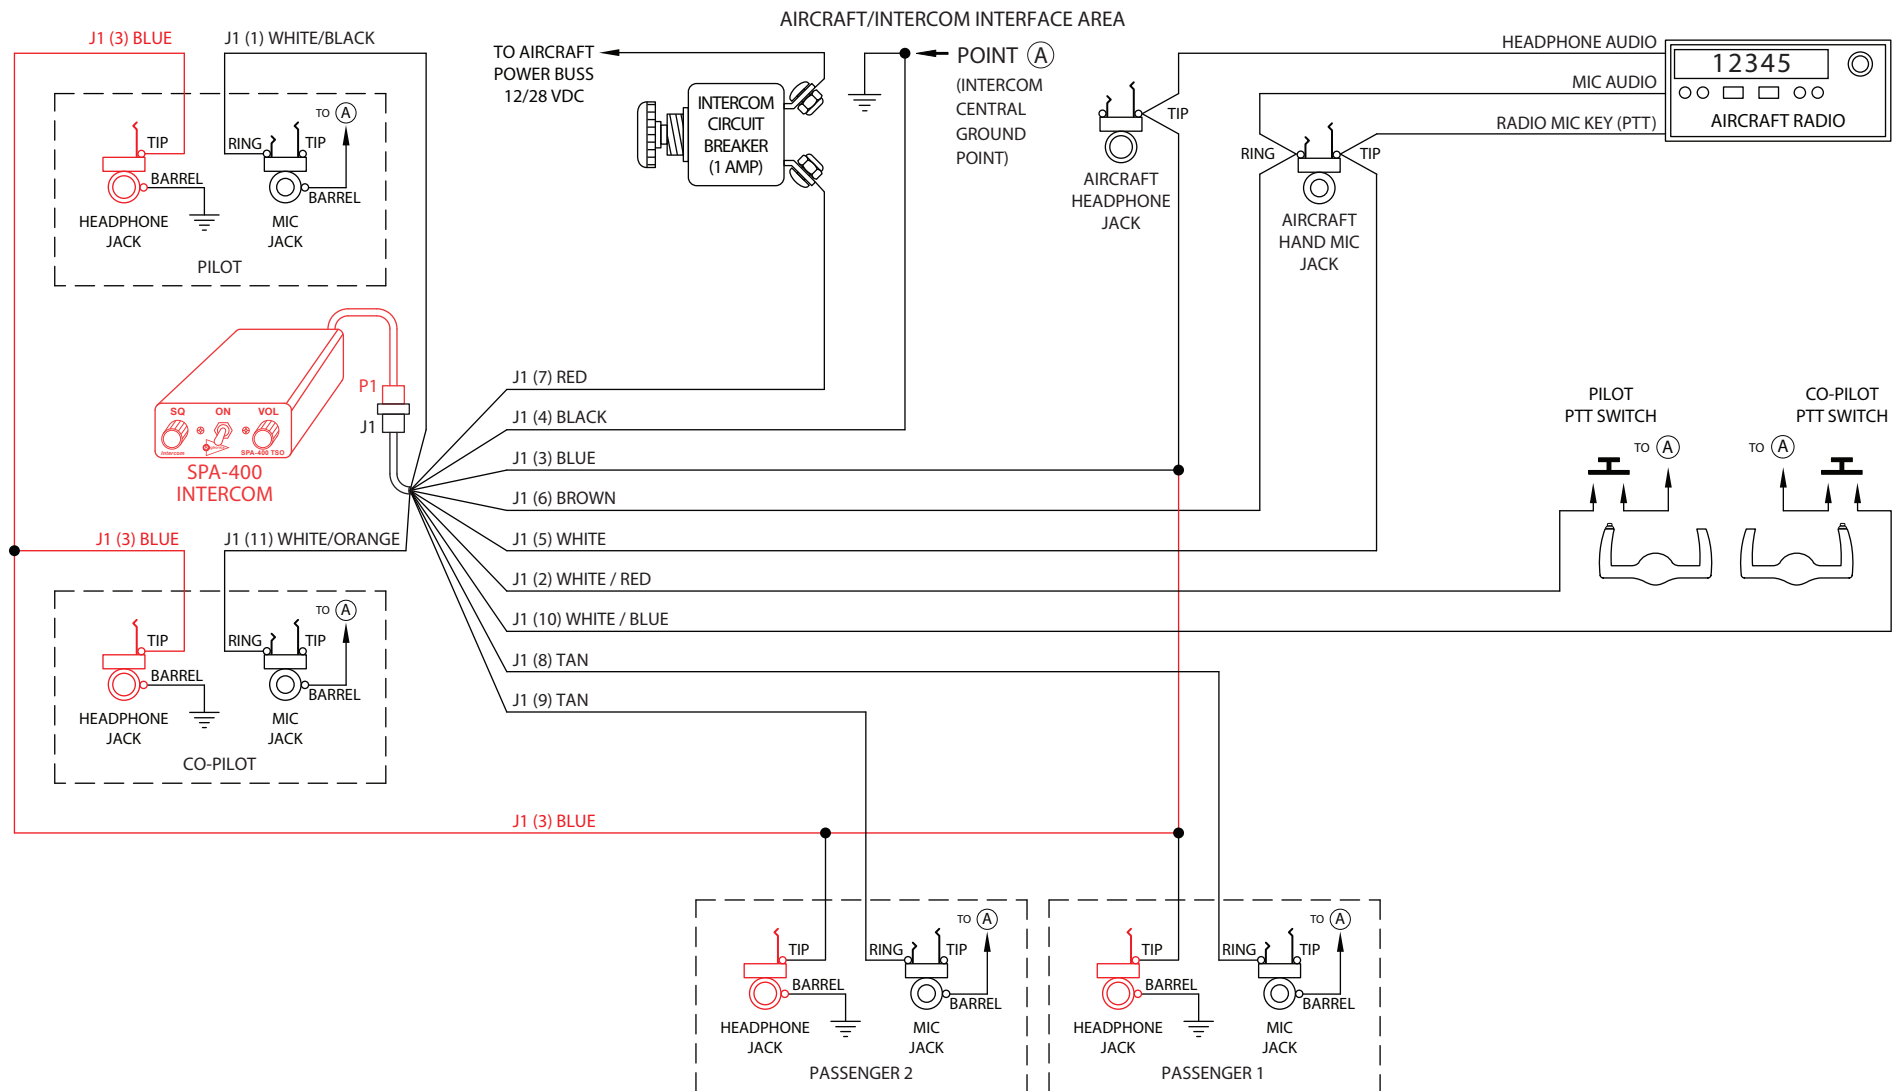 AIRCRAFT/INTERCOM INTERFACE AREA
J1 (3) BLUE
J1 (1) WHITE/BLACK
TO A
TIP
RING
TIP
BARREL
BARREL
HEADPHONE
JACK
MIC
JACK
PILOT
TO AIRCRAFT
POWER BUSS
12/28 VDC
INTERCOM
CIRCUIT
BREAKER
(1 AMP)
POINT A
(INTERCOM
CENTRAL
GROUND
POINT)
TIP
AIRCRAFT
HEADPHONE
JACK
HEADPHONE AUDIO
MIC AUDIO
RADIO MIC KEY (PTT)
12345
AIRCRAFT RADIO
RING
TIP
AIRCRAFT
HAND MIC
JACK
P1
J1
SQ
ON
VOL
Intercom
SPA-400 TSO
SPA-400
INTERCOM
J1 (7) RED
J1 (4) BLACK
J1 (3) BLUE
J1 (6) BROWN
J1 (5) WHITE
J1 (2) WHITE / RED
J1 (10) WHITE / BLUE
J1 (8) TAN
J1 (9) TAN
PILOT
PTT SWITCH
TO A
CO-PILOT
PTT SWITCH
TO A
J1 (3) BLUE
J1 (11) WHITE/ORANGE
TO A
TIP
RING
TIP
BARREL
BARREL
HEADPHONE
JACK
MIC
JACK
CO-PILOT
J1 (3) BLUE
TO A
TIP
RING
TIP
BARREL
BARREL
HEADPHONE
JACK
MIC
JACK
PASSENGER 2
TO A
TIP
RING
TIP
BARREL
BARREL
HEADPHONE
JACK
MIC
JACK
PASSENGER 1